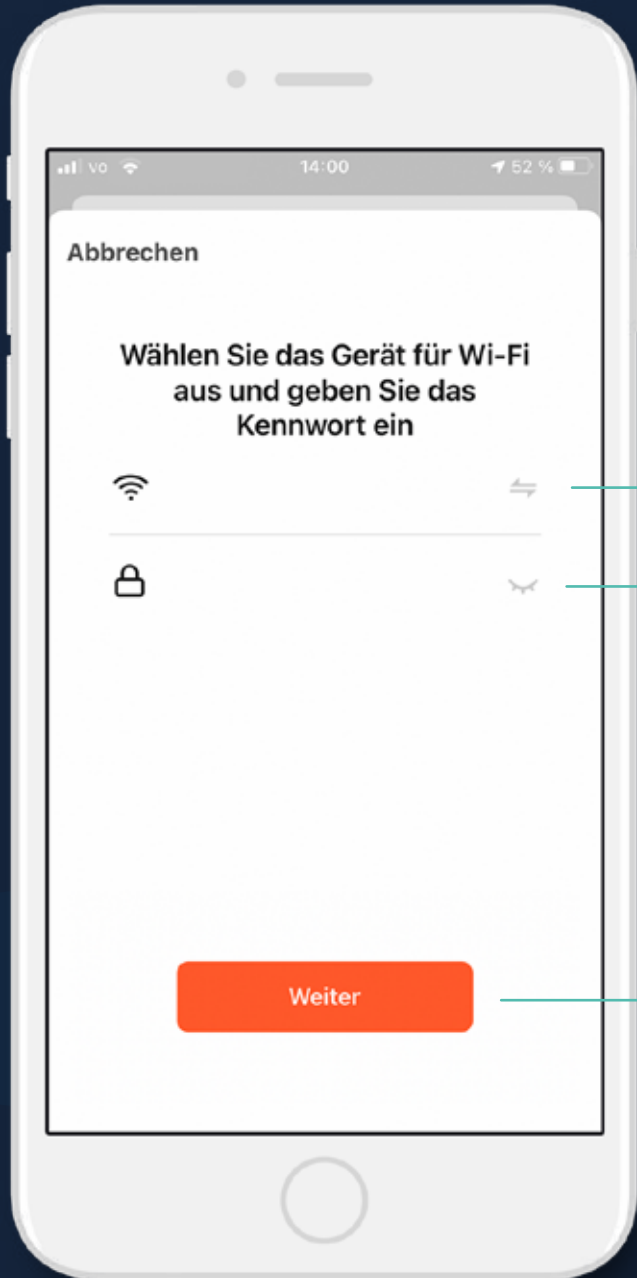 vo 14:00 52 %
Abbrechen
Wählen Sie das Gerät für Wi-Fi
aus und geben Sie das
Kennwort ein
Weiter